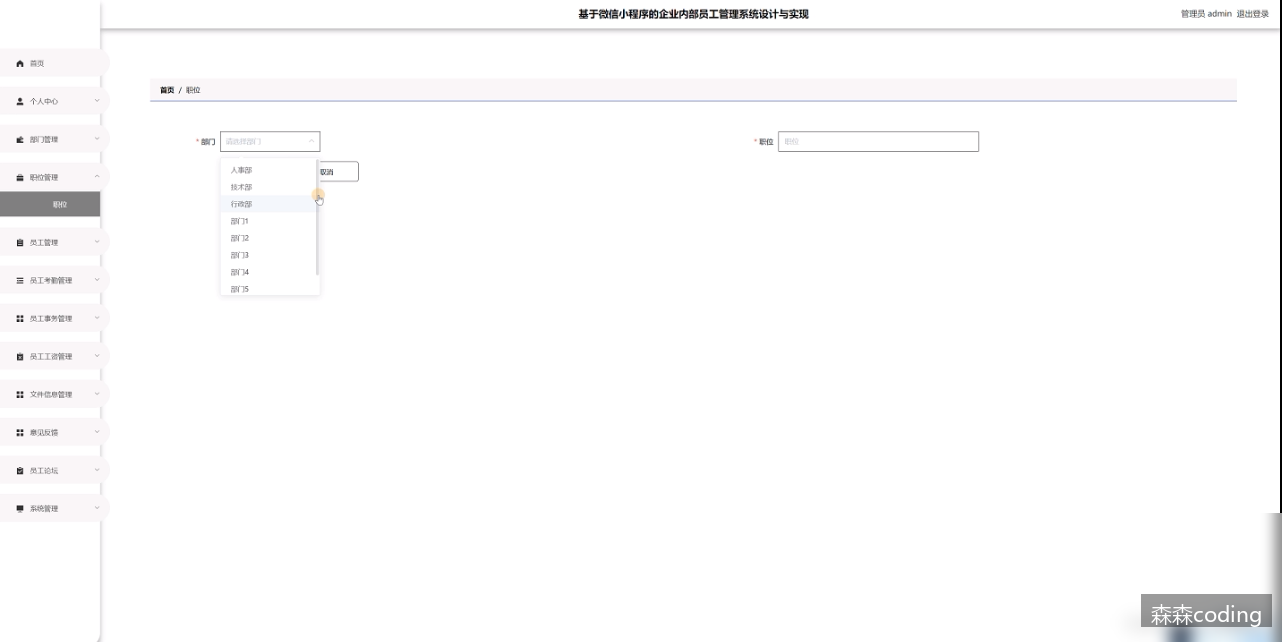 基于微信小程序的企业内部员工管理系统设计与实现
管理员 admin 退出登录
首页
个人中心
部门管理
职位管理
职位
员工管理
员工考勤管理
员工事务管理
员工工资管理
文件信息管理
意见反馈
员工论坛
系统管理
首页 / 职位
* 部门 请选择部门
* 职位 职位
取消
人事部
技术部
行政部
部门1
部门2
部门3
部门4
部门5
森森coding